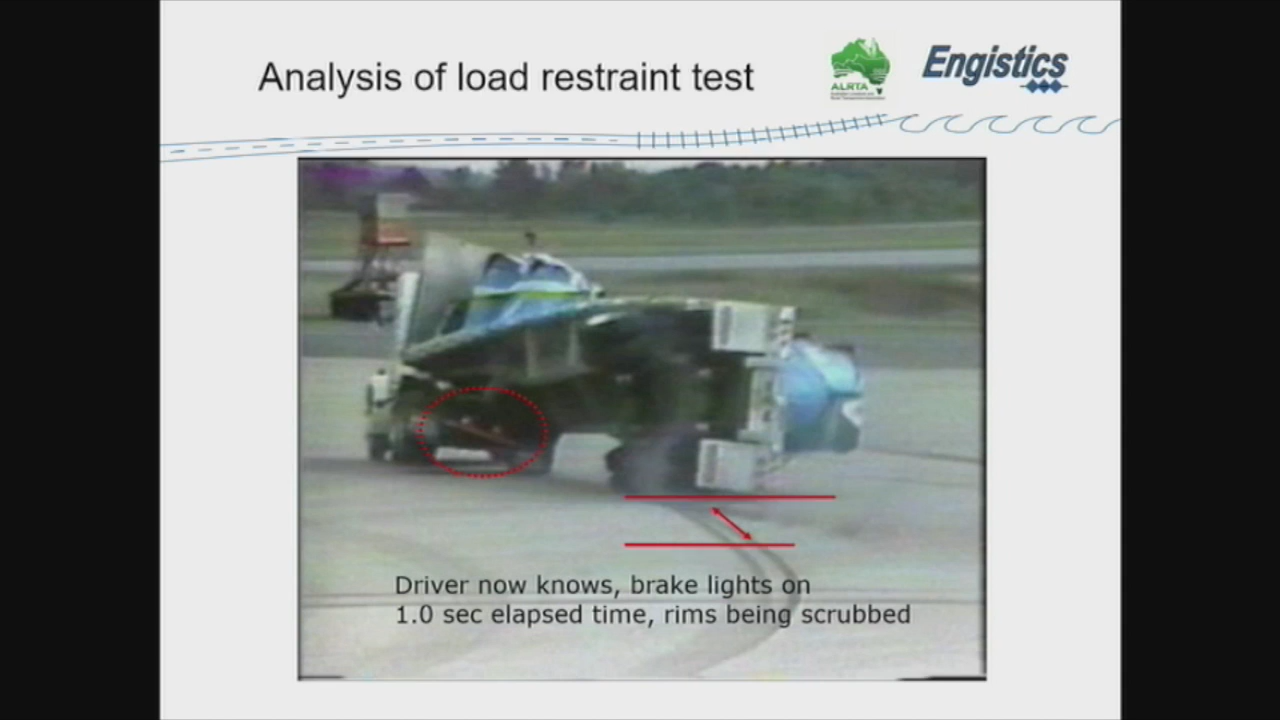 Analysis of load restraint test
ALRTA
Engistics
Driver now knows, brake lights on
1.0 sec elapsed time, rims being scrubbed